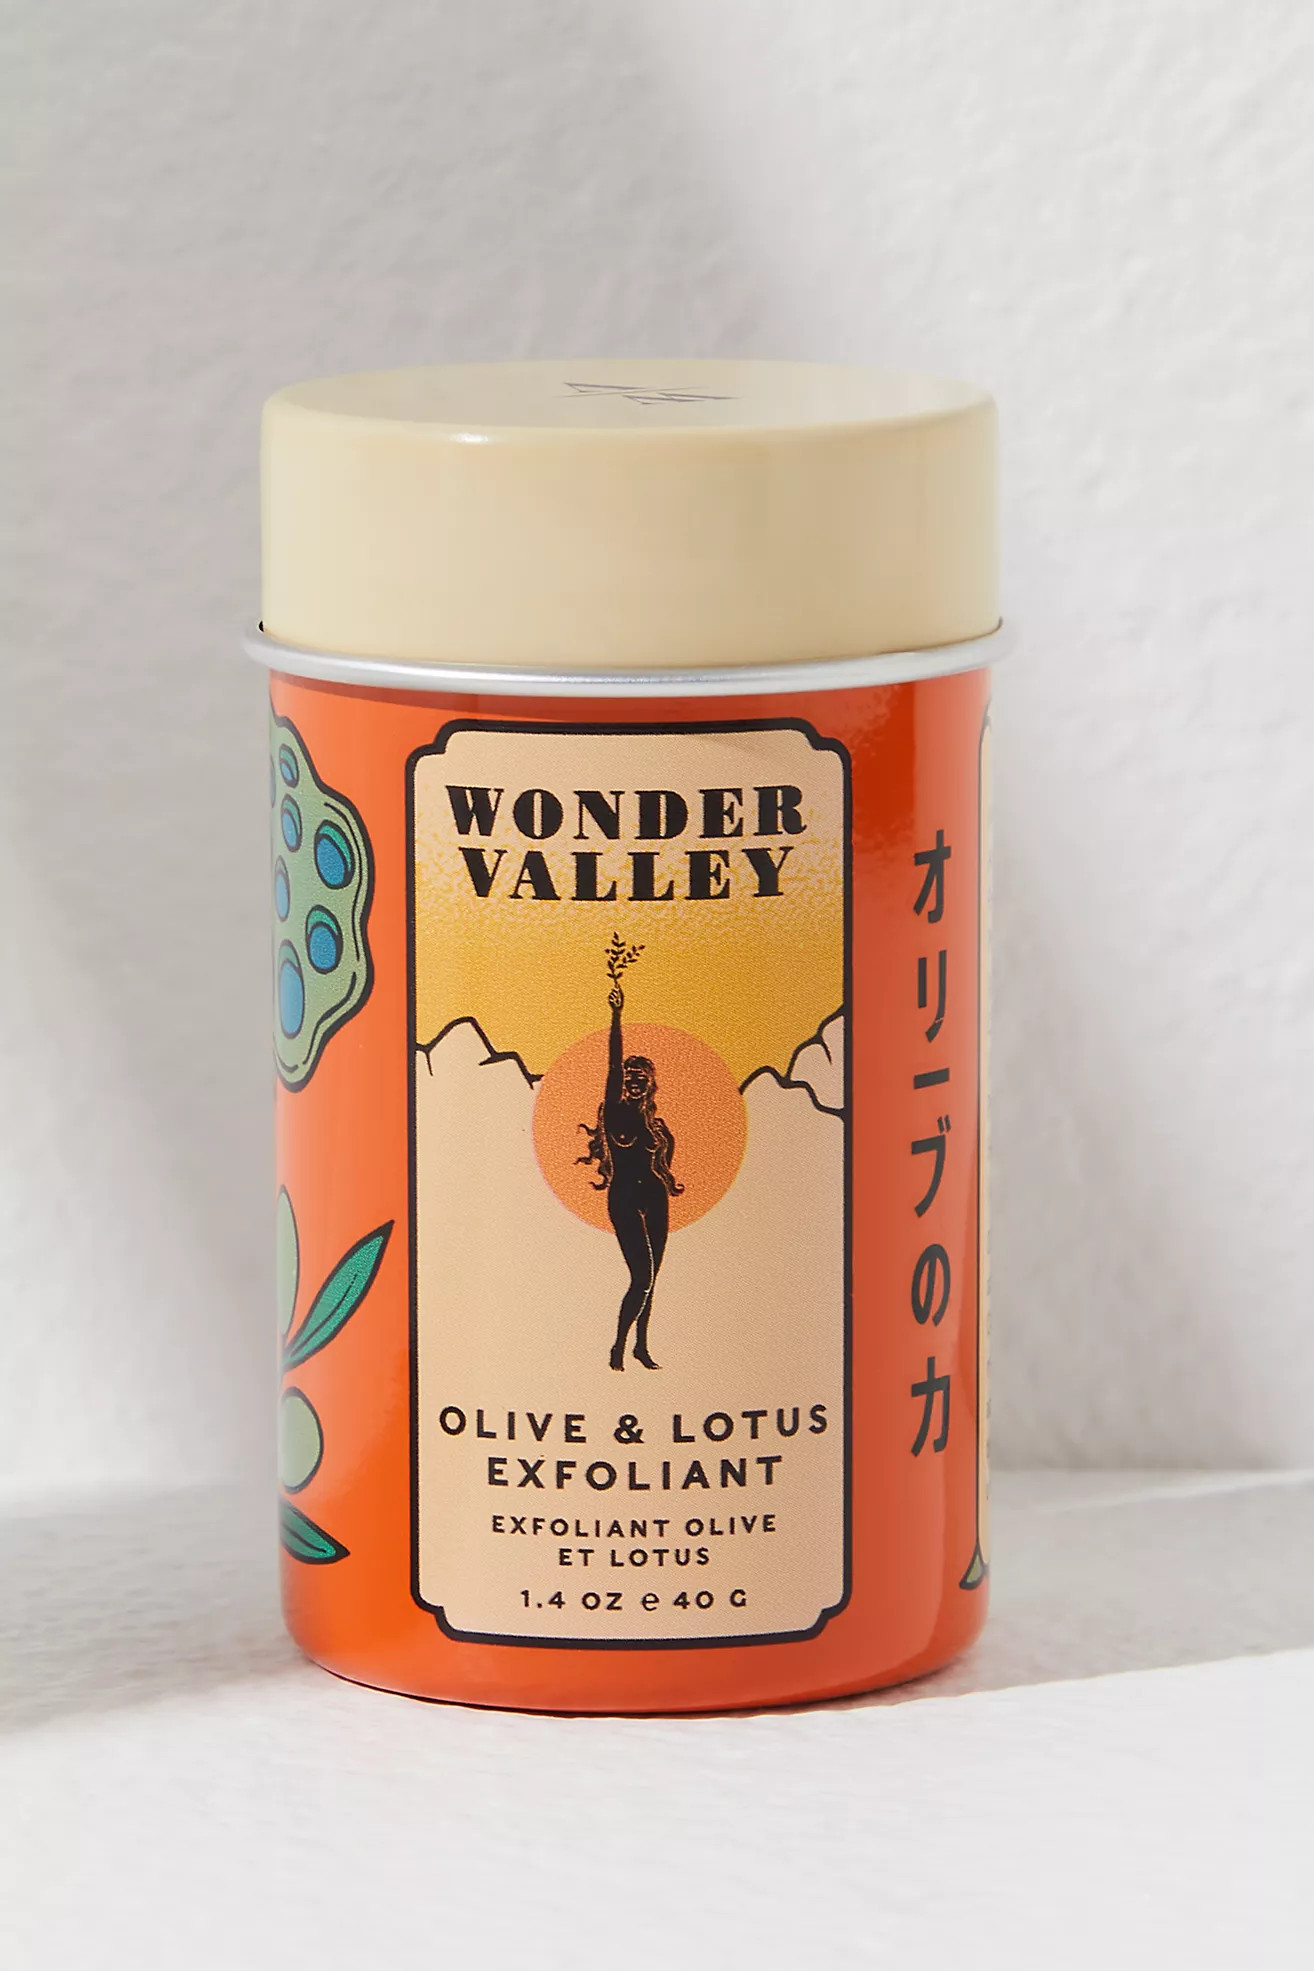 WONDER
VALLEY
OLIVE & LOTUS
EXFOLIANT
EXFOLIANT OLIVE
ET LOTUS
1.4 OZ e 40 G
オリーブの力